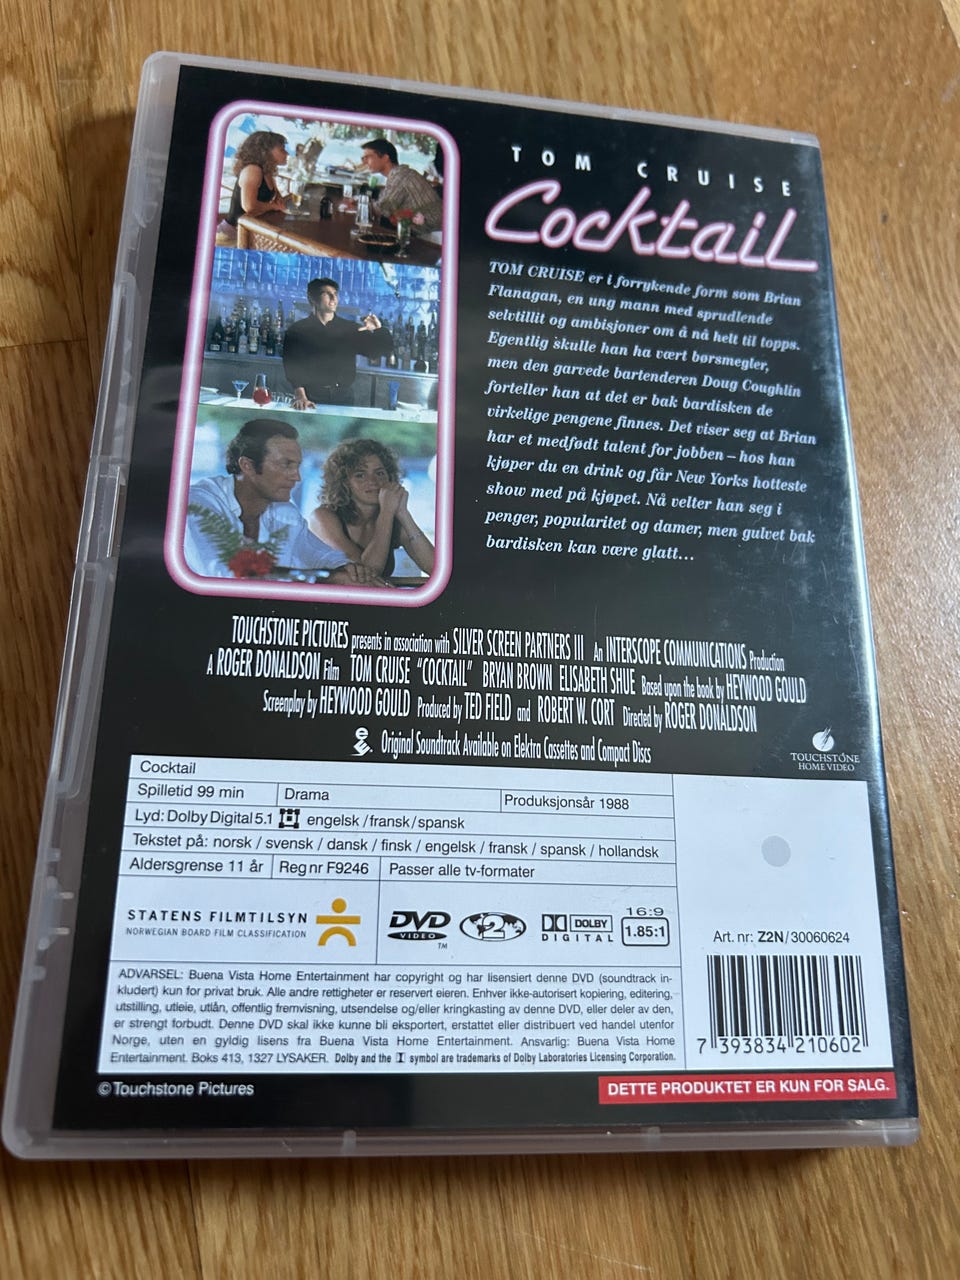 TOM CRUISE
Cocktail
TOM CRUISE er i forrykende form som Brian
Flanagan, en ung mann med sprudlende
selvtillit og ambisjoner om å nå helt til topps.
Egentlig skulle han ha vært børsmegler,
men den garvede bartenderen Doug Coughlin
forteller han at det er bak bardisken de
virkelige pengene finnes. Det viser seg at Brian
har et medfødt talent for jobben – hos han
kjøper du en drink og får New Yorks hotteste
show med på kjøpet. Nå velter han seg i
penger, popularitet og damer, men gulvet bak
bardisken kan være glatt...
TOUCHSTONE PICTURES presents in association with SILVER SCREEN PARTNERS III An INTERSCOPE COMMUNICATIONS Production
A ROGER DONALDSON Film TOM CRUISE "COCKTAIL" BRYAN BROWN ELISABETH SHUE Based upon the book by HEYWOOD GOULD
Screenplay by HEYWOOD GOULD Produced by TED FIELD and ROBERT W. CORT Directed by ROGER DONALDSON
Original Soundtrack Available on Elektra Cassettes and Compact Discs
TOUCHSTONE
HOME VIDEO
Cocktail
Spilletid 99 min Drama Produksjonsår 1988
Lyd: Dolby Digital 5.1 engelsk / fransk / spansk
Tekstet på: norsk / svensk / dansk / finsk / engelsk / fransk / spansk / hollandsk
Aldersgrense 11 år Reg nr F9246 Passer alle tv-formater
STATENS FILMTILSYN
NORWEGIAN BOARD FILM CLASSIFICATION
DVD
VIDEO
TM
2
DOLBY
DIGITAL
16:9
1.85:1
Art. nr: Z2N/30060624
ADVARSEL: Buena Vista Home Entertainment har copyright og har lisensiert denne DVD (soundtrack in-
kludert) kun for privat bruk. Alle andre rettigheter er reservert eieren. Enhver ikke-autorisert kopiering, editering,
utstilling, utleie, utlån, offentlig fremvisning, utsendelse og/eller kringkasting av denne DVD, eller deler av den,
er strengt forbudt. Denne DVD skal ikke kunne bli eksportert, erstattet eller distribuert ved handel utenfor
Norge, uten en gyldig lisens fra Buena Vista Home Entertainment. Ansvarlig: Buena Vista Home
Entertainment. Boks 413, 1327 LYSAKER. Dolby and the symbol are trademarks of Dolby Laboratories Licensing Corporation.
7 393834 210602
© Touchstone Pictures
DETTE PRODUKTET ER KUN FOR SALG.